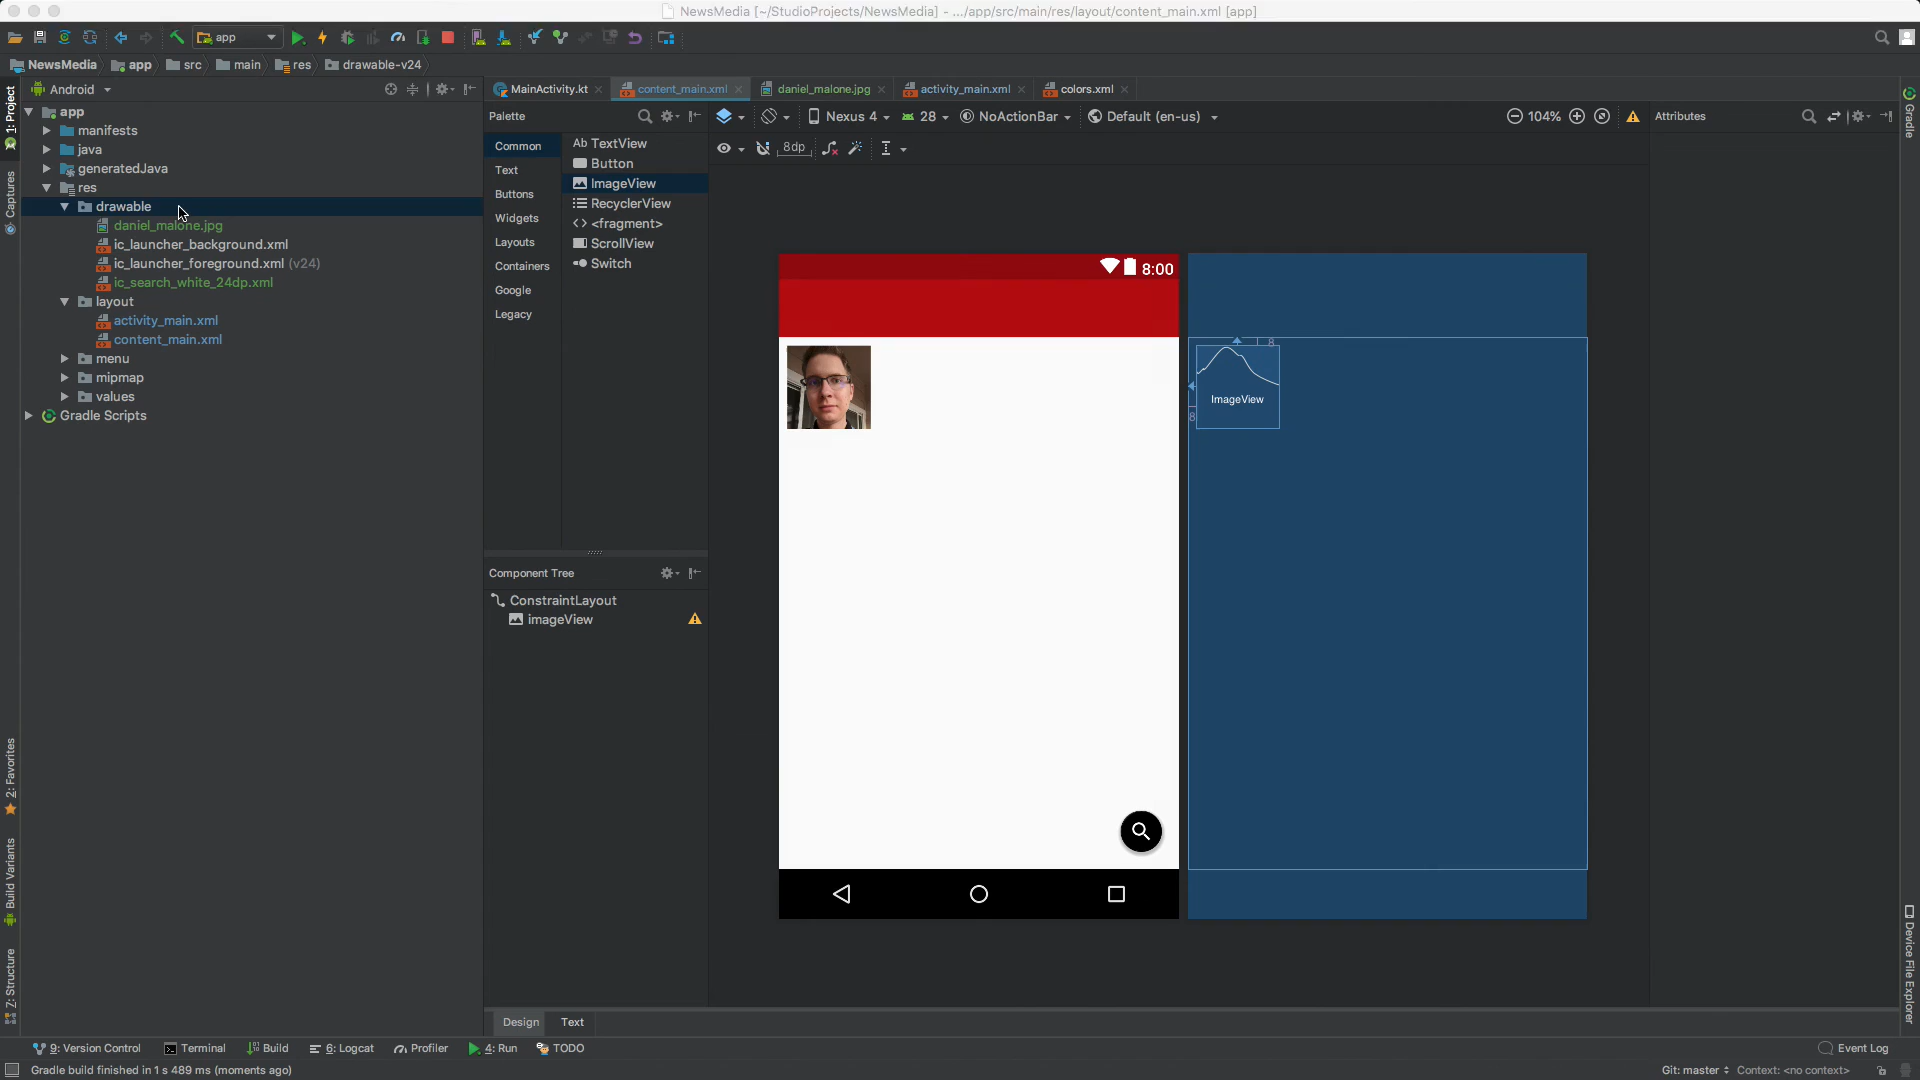 NewsMedia [~/StudioProjects/NewsMedia] - .../app/src/main/res/layout/content_main.xml [app]
app
NewsMedia
app
src
main
res
drawable-v24
1: Project
Captures
2: Favorites
Build Variants
7: Structure
Android
app
manifests
java
generatedJava
res
drawable
daniel_malone.jpg
ic_launcher_background.xml
ic_launcher_foreground.xml (v24)
ic_search_white_24dp.xml
layout
activity_main.xml
content_main.xml
menu
mipmap
values
Gradle Scripts
MainActivity.kt
content_main.xml
daniel_malone.jpg
activity_main.xml
colors.xml
Palette
Common
Text
Buttons
Widgets
Layouts
Containers
Google
Legacy
Ab TextView
Button
ImageView
RecyclerView
<fragment>
ScrollView
Switch
Component Tree
ConstraintLayout
imageView
Nexus 4
28
NoActionBar
Default (en-us)
104%
8dp
8:00
8
8
ImageView
Attributes
Gradle
Device File Explorer
Design
Text
9: Version Control
Terminal
Build
6: Logcat
Profiler
4: Run
TODO
Event Log
Gradle build finished in 1 s 489 ms (moments ago)
Git: master
Context: <no context>